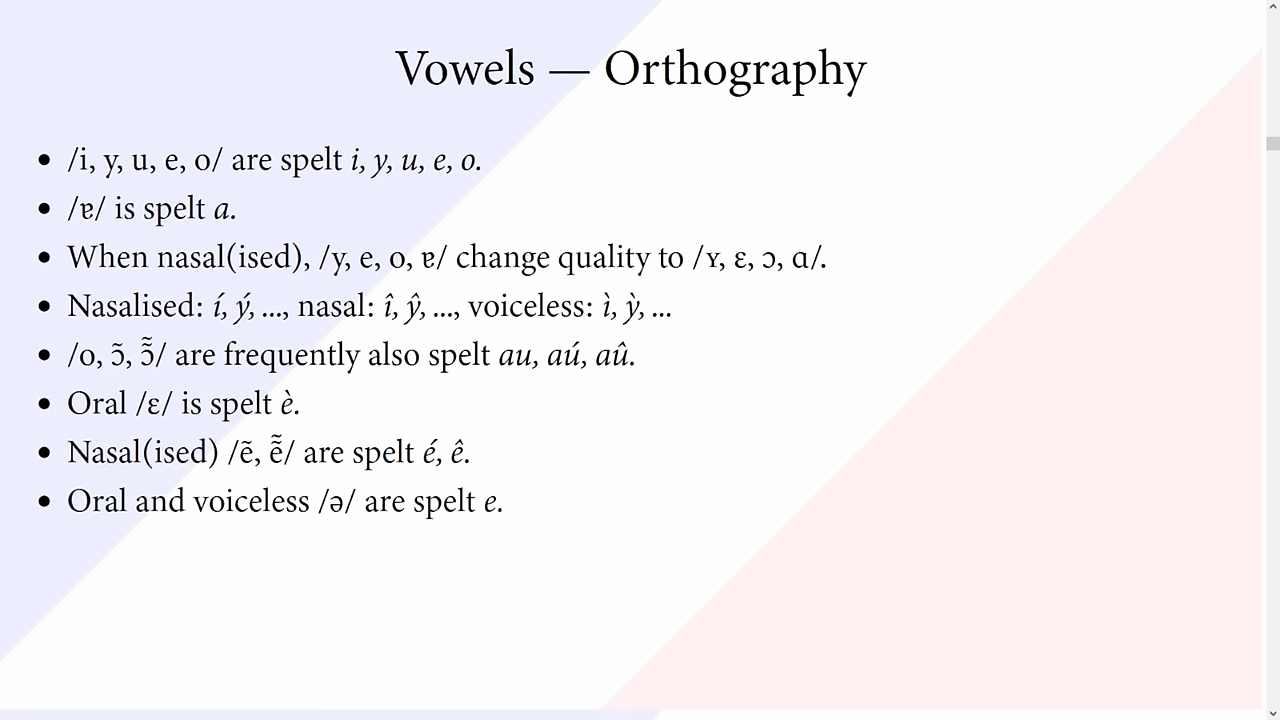 Vowels — Orthography
• /i, y, u, e, o/ are spelt i, y, u, e, o.
• /ɐ/ is spelt a.
• When nasal(ised), /y, e, o, ɐ/ change quality to /ʏ, ɛ, ɔ, ɑ/.
• Nasalised: í, ý, ..., nasal: î, ŷ, ..., voiceless: ì, ỳ, ...
• /o, ɔ̃, ɔ̃̃/ are frequently also spelt au, aú, aû.
• Oral /ɛ/ is spelt è.
• Nasal(ised) /ẽ, ẽ̃/ are spelt é, ê.
• Oral and voiceless /ə/ are spelt e.